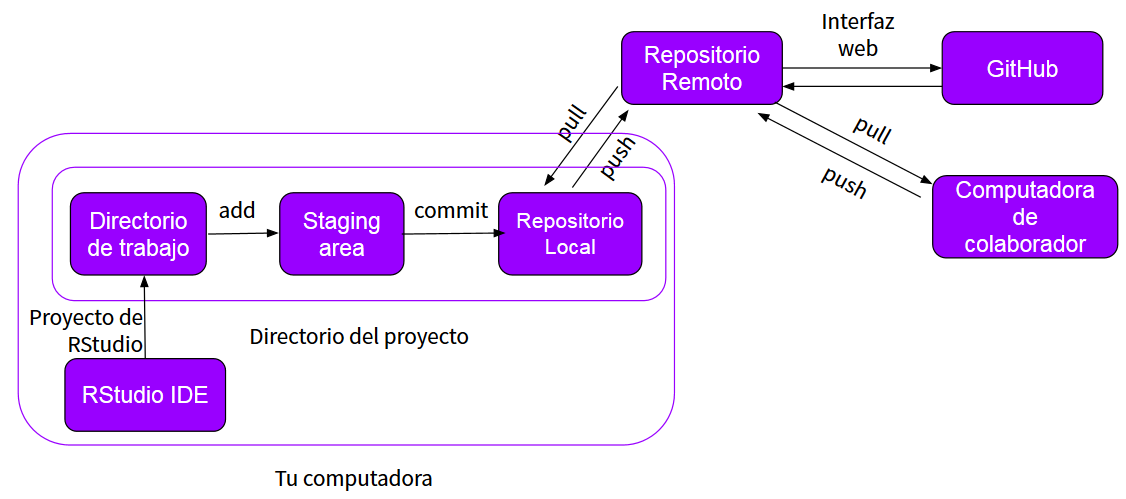 Interfaz
web
Repositorio
Remoto
GitHub
pull
push
pull
push
Computadora
de
colaborador
Directorio
de trabajo
add
Staging
area
commit
Repositorio
Local
Proyecto de
RStudio
Directorio del proyecto
RStudio IDE
Tu computadora